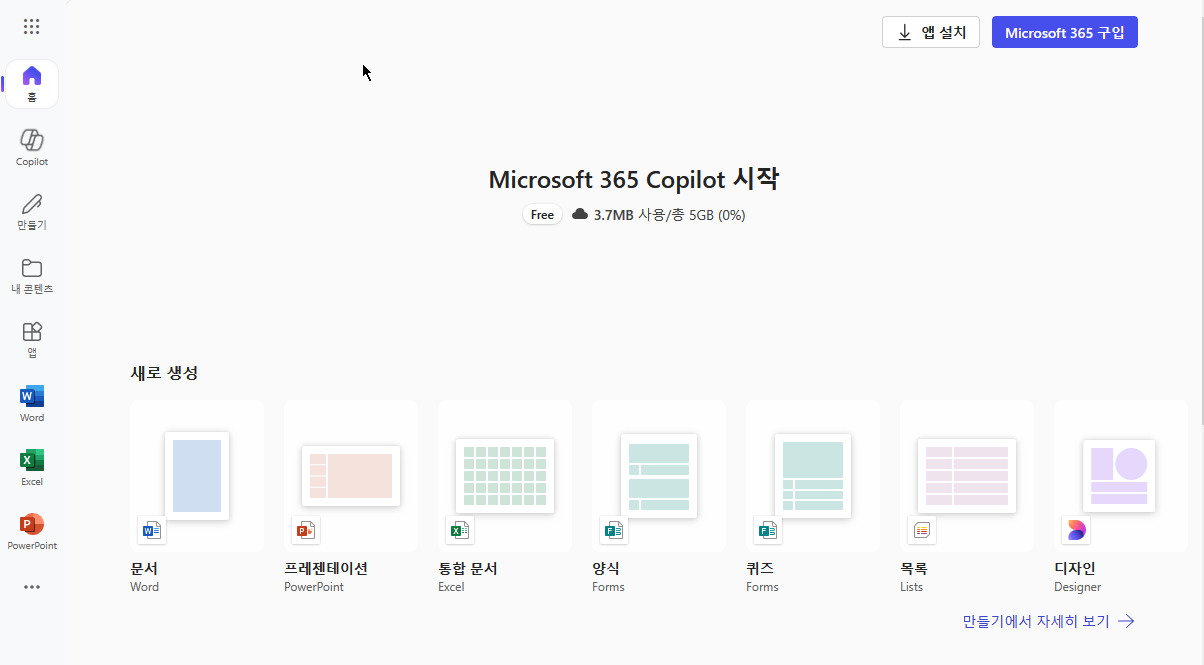 앱 설치
Microsoft 365 구입
홈
Copilot
만들기
내 콘텐츠
앱
Word
Excel
PowerPoint
Microsoft 365 Copilot 시작
Free
3.7MB 사용/총 5GB (0%)
새로 생성
문서
Word
프레젠테이션
PowerPoint
통합 문서
Excel
양식
Forms
퀴즈
Forms
목록
Lists
디자인
Designer
만들기에서 자세히 보기